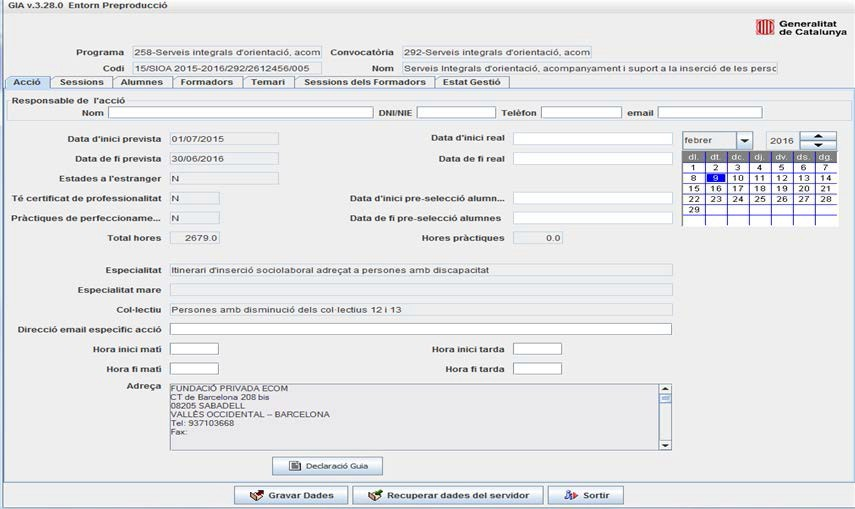 GIA v.3.28.0 Entorn Preproducció
Generalitat
de Catalunya
Programa 258-Serveis integrals d'orientació, acom Convocatòria 292-Serveis integrals d'orientació, acom
Codi 15/SIOA 2015-2016/292/2612456/005 Nom Serveis Integrals d'orientació, acompanyament i suport a la inserció de les persc
Acció Sessions Alumnes Formadors Temari Sessions dels Formadors Estat Gestió
Responsable de l'acció
Nom DNI/NIE Telèfon email
Data d'inici prevista 01/07/2015 Data d'inici real febrer 2016
Data de fi prevista 30/06/2016 Data de fi real
dl. dt. dc. dj. dv. ds. dg.
1 2 3 4 5 6 7
8 9 10 11 12 13 14
15 16 17 18 19 20 21
22 23 24 25 26 27 28
29
Estades a l'estranger N
Té certificat de professionalitat N Data d'inici pre-selecció alumn...
Pràctiques de perfeccioname... N Data de fi pre-selecció alumnes
Total hores 2679.0 Hores pràctiques 0.0
Especialitat Itinerari d'inserció sociolaboral adreçat a persones amb discapacitat
Especialitat mare
Col·lectiu Persones amb disminució dels col·lectius 12 i 13
Direcció email específic acció
Hora inici matí Hora inici tarda
Hora fi matí Hora fi tarda
Adreça FUNDACIÓ PRIVADA ECOM
CT de Barcelona 208 bis
08205 SABADELL
VALLÈS OCCIDENTAL – BARCELONA
Tel: 937103668
Fax:
Declaració Guia
Gravar Dades Recuperar dades del servidor Sortir